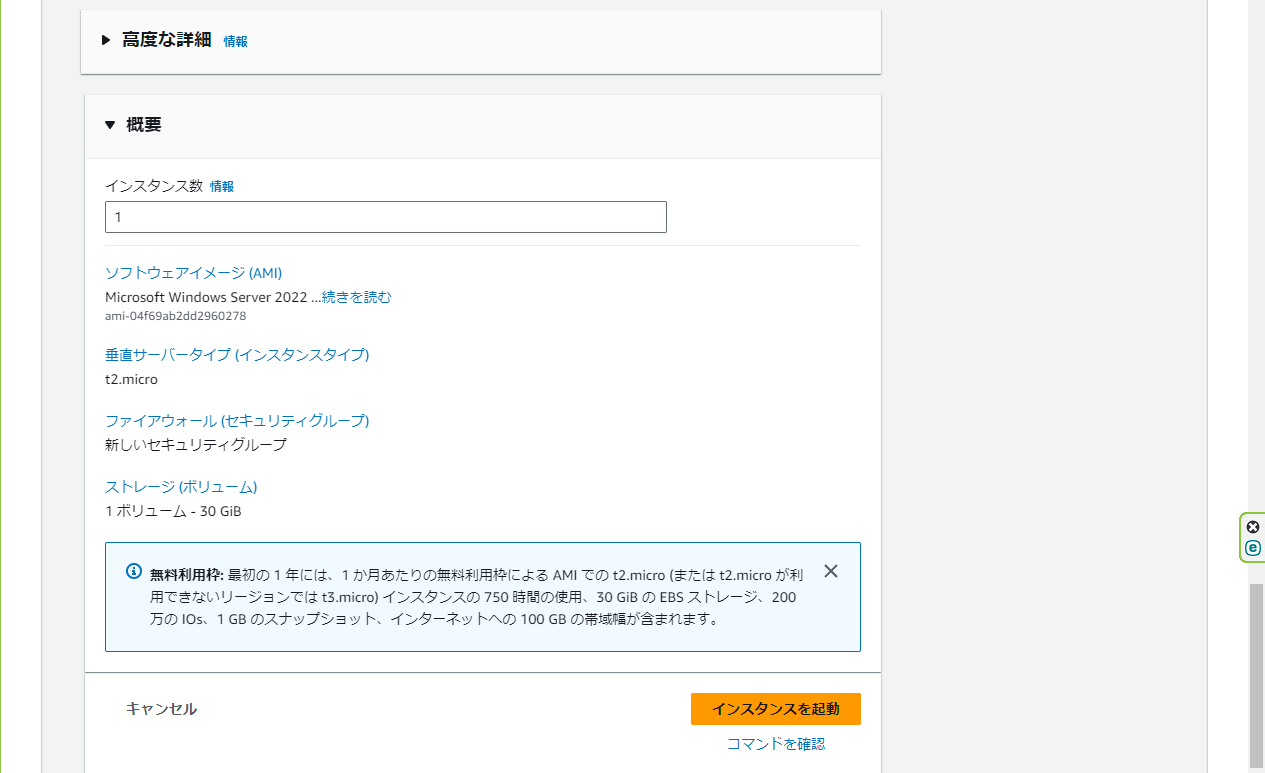 高度な詳細 情報
概要
インスタンス数 情報
1
ソフトウェアイメージ (AMI)
Microsoft Windows Server 2022 ...続きを読む
ami-04f69ab2dd2960278
垂直サーバータイプ (インスタンスタイプ)
t2.micro
ファイアウォール (セキュリティグループ)
新しいセキュリティグループ
ストレージ (ボリューム)
1 ボリューム - 30 GiB
無料利用枠: 最初の 1 年には、1 か月あたりの無料利用枠による AMI での t2.micro (または t2.micro が利
用できないリージョンでは t3.micro) インスタンスの 750 時間の使用、30 GiB の EBS ストレージ、200
万の IOs、1 GB のスナップショット、インターネットへの 100 GB の帯域幅が含まれます。
キャンセル
インスタンスを起動
コマンドを確認